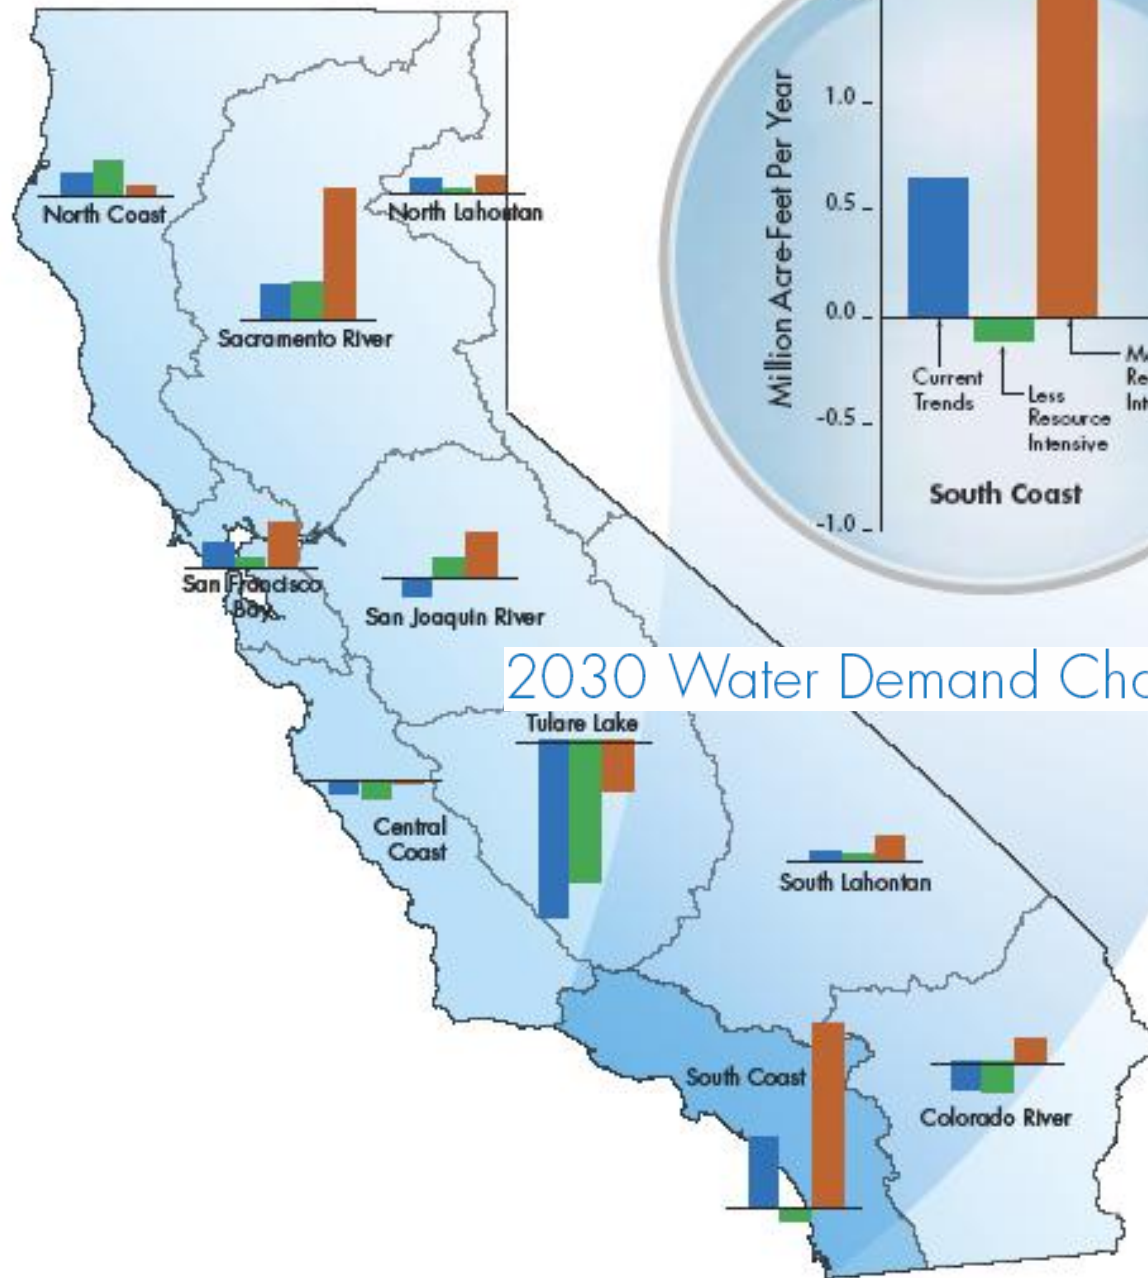 1.0
0.5
0.0
-0.5
-1.0
Million Acre-Feet Per Year
Current
Trends
Less
Resource
Intensive
South Coast
North Coast
North Lahontan
Sacramento River
San Francisco
Bay
San Joaquin River
2030 Water Demand
Tulare Lake
Central
Coast
South Lahontan
South Coast
Colorado River